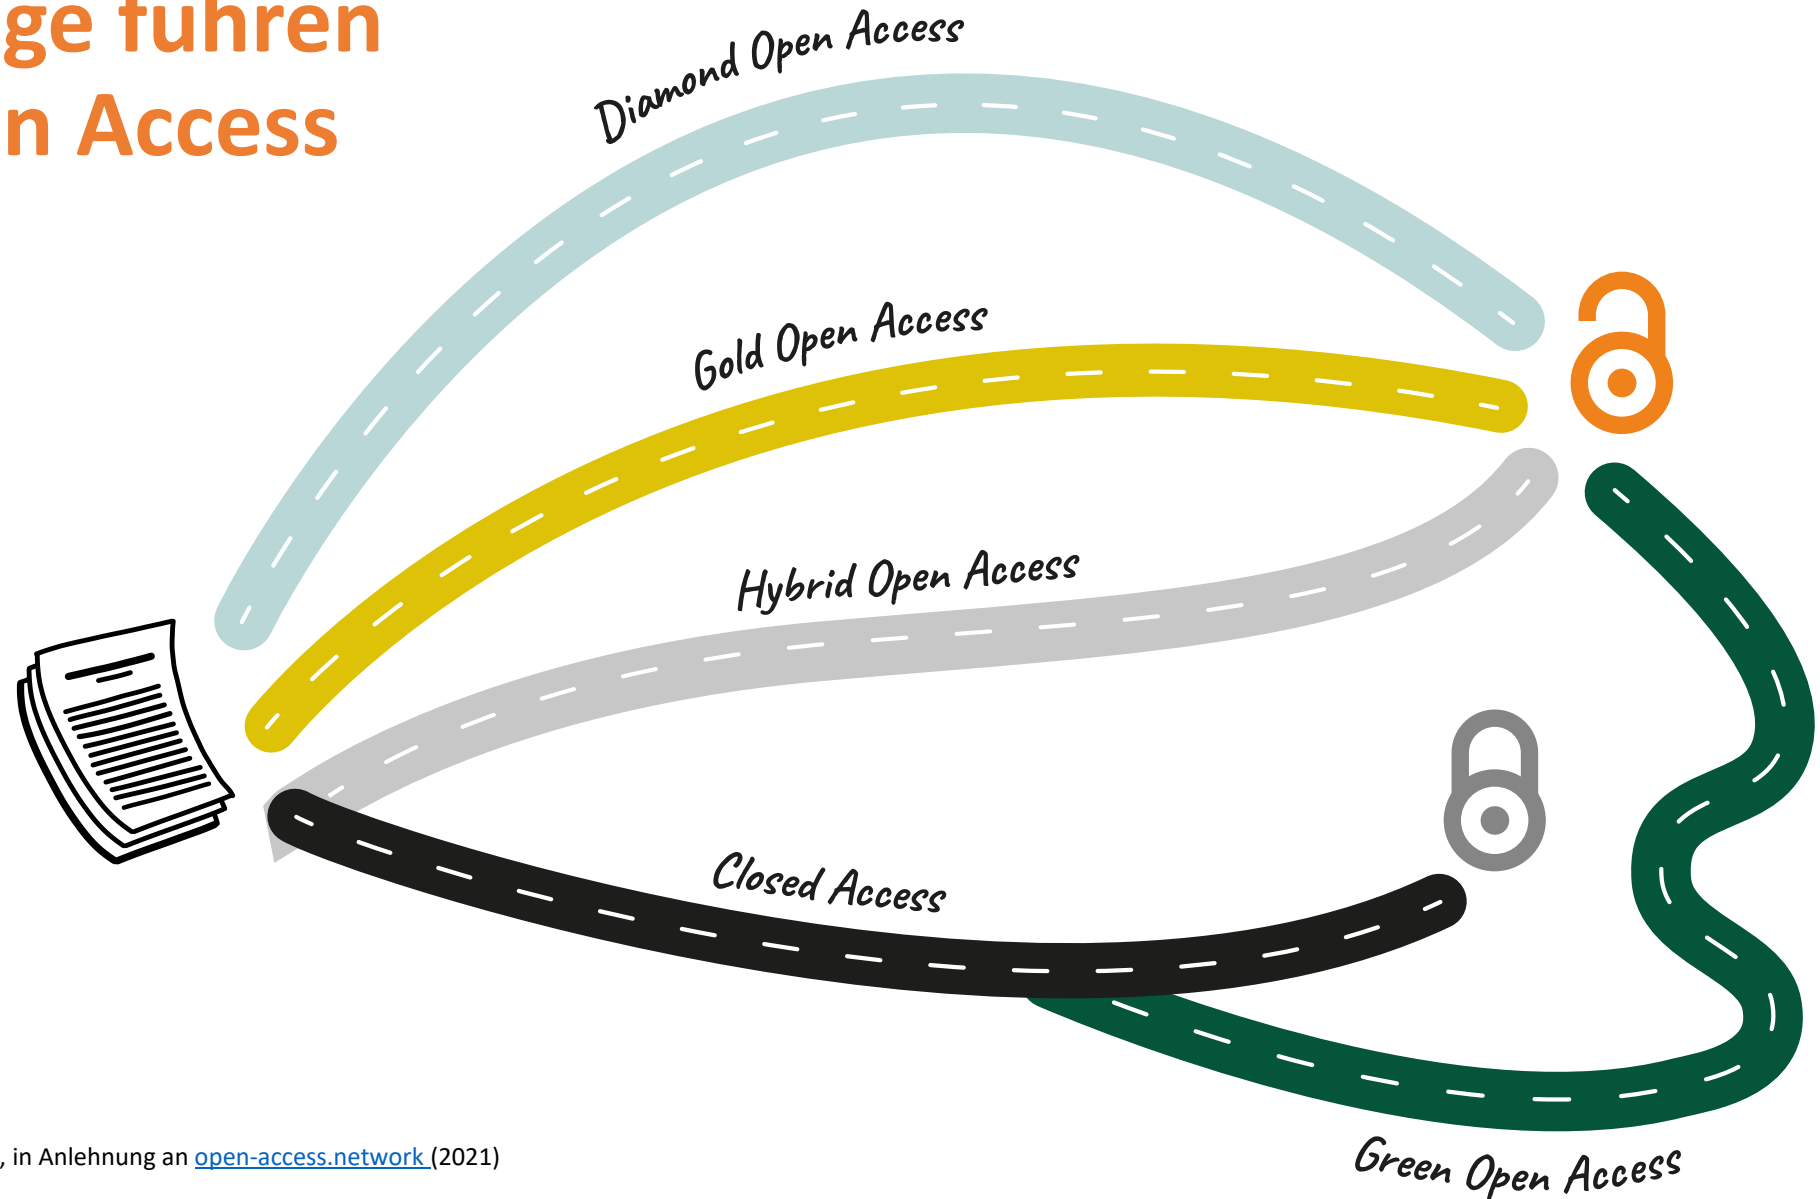 ge führen
n Access
Diamond Open Access
Gold Open Access
Hybrid Open Access
Closed Access
Green Open Access
, in Anlehnung an open-access.network (2021)